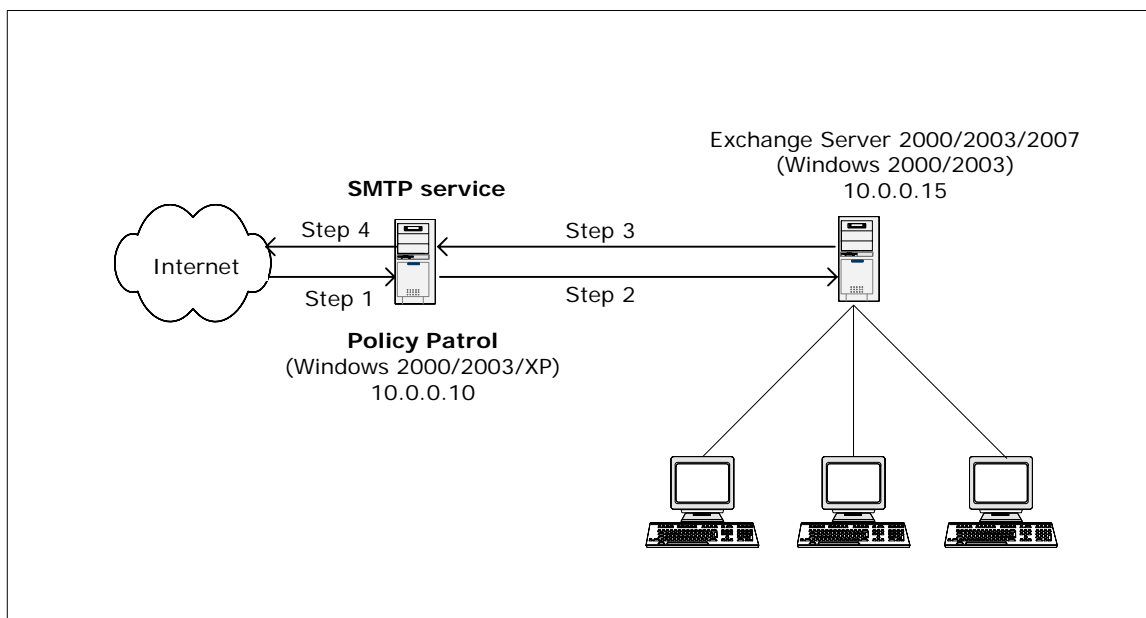 Exchange Server 2000/2003/2007
(Windows 2000/2003)
10.0.0.15
SMTP service
Step 4
Step 3
Internet
Step 1
Step 2
Policy Patrol
(Windows 2000/2003/XP)
10.0.0.10